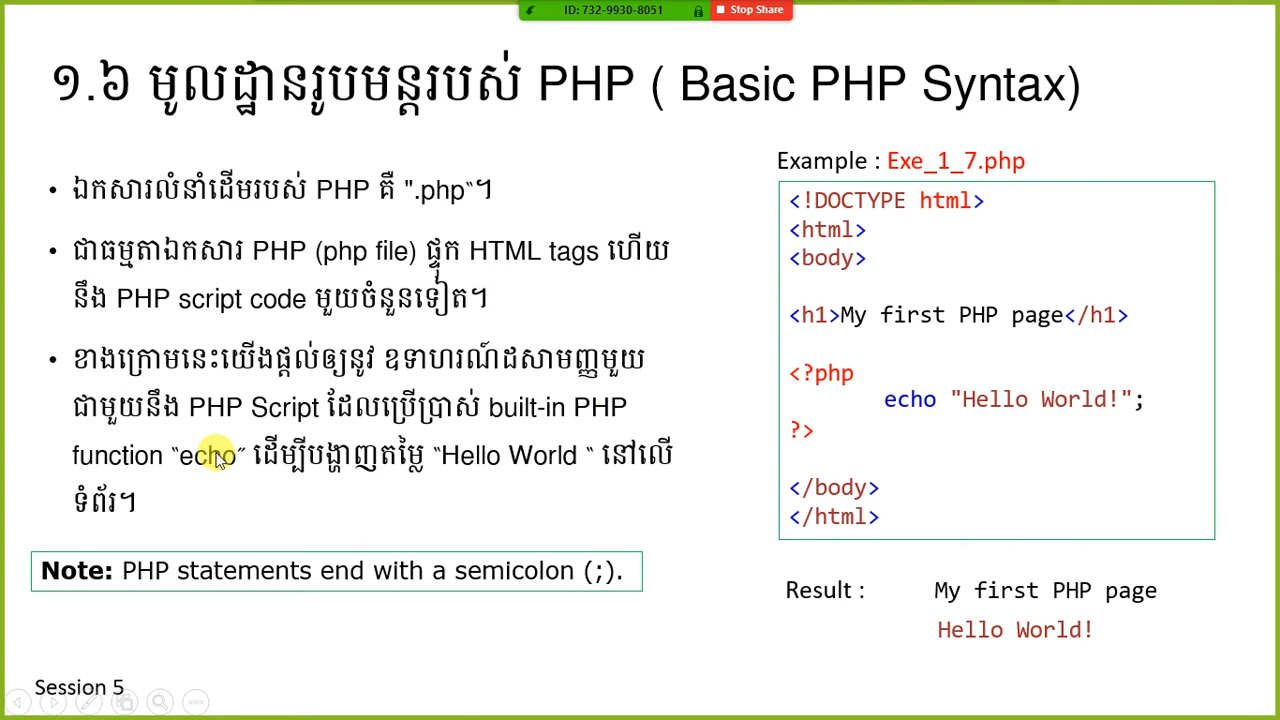 ID: 732-9930-8051
Stop Share
១.៦ មូលដ្ឋានរូបមន្តរបស់ PHP ( Basic PHP Syntax)
• ឯកសារលំនាំដើមរបស់ PHP គឺ ".php“។
• ជាធម្មតាឯកសារ PHP (php file) ផ្ទុក HTML tags ហើយ
នឹង PHP script code មួយចំនួនទៀត។
• ខាងក្រោមនេះយើងផ្តល់ឲ្យនូវ ឧទាហរណ៍ដសាមញ្ញមួយ
ជាមួយនឹង PHP Script ដែលប្រើប្រាស់ built-in PHP
function “echo” ដើម្បីបង្ហាញតម្លៃ “Hello World “ នៅលើ
ទំព័រ។
Note: PHP statements end with a semicolon (;).
Example : Exe_1_7.php
<!DOCTYPE html>
<html>
<body>
<h1>My first PHP page</h1>
<?php
echo "Hello World!";
?>
</body>
</html>
Result : My first PHP page
Hello World!
Session 5